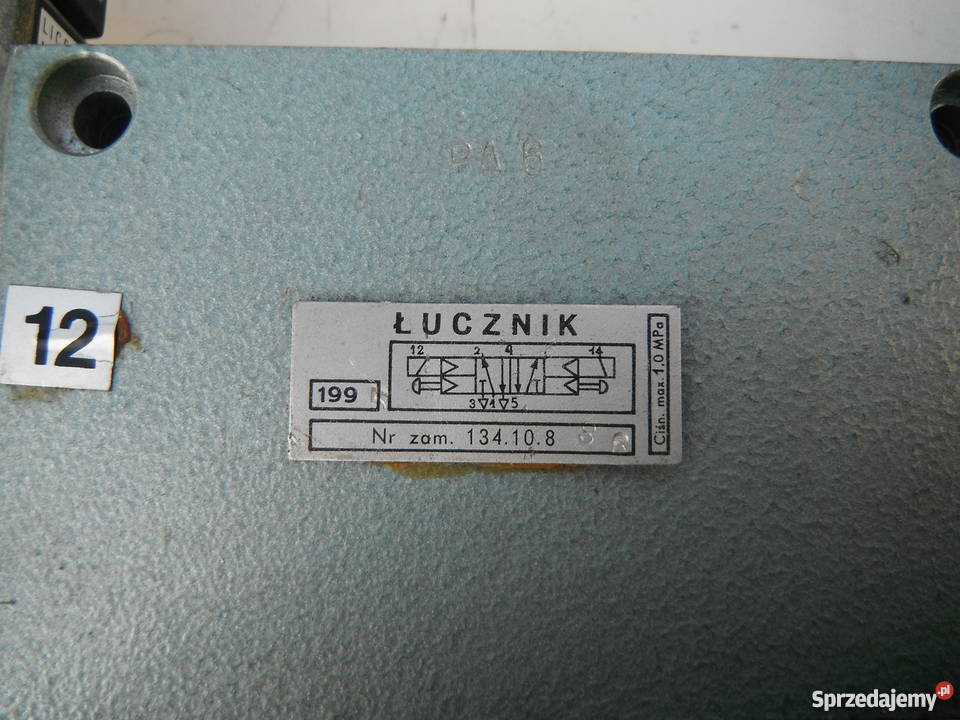 LICE
PA 6
12
ŁUCZNIK
12 2 4 14
3 1 5
199
Nr zam. 134.10.8
Ciśn. max. 1.0 MPa
Sprzedajemy.pl